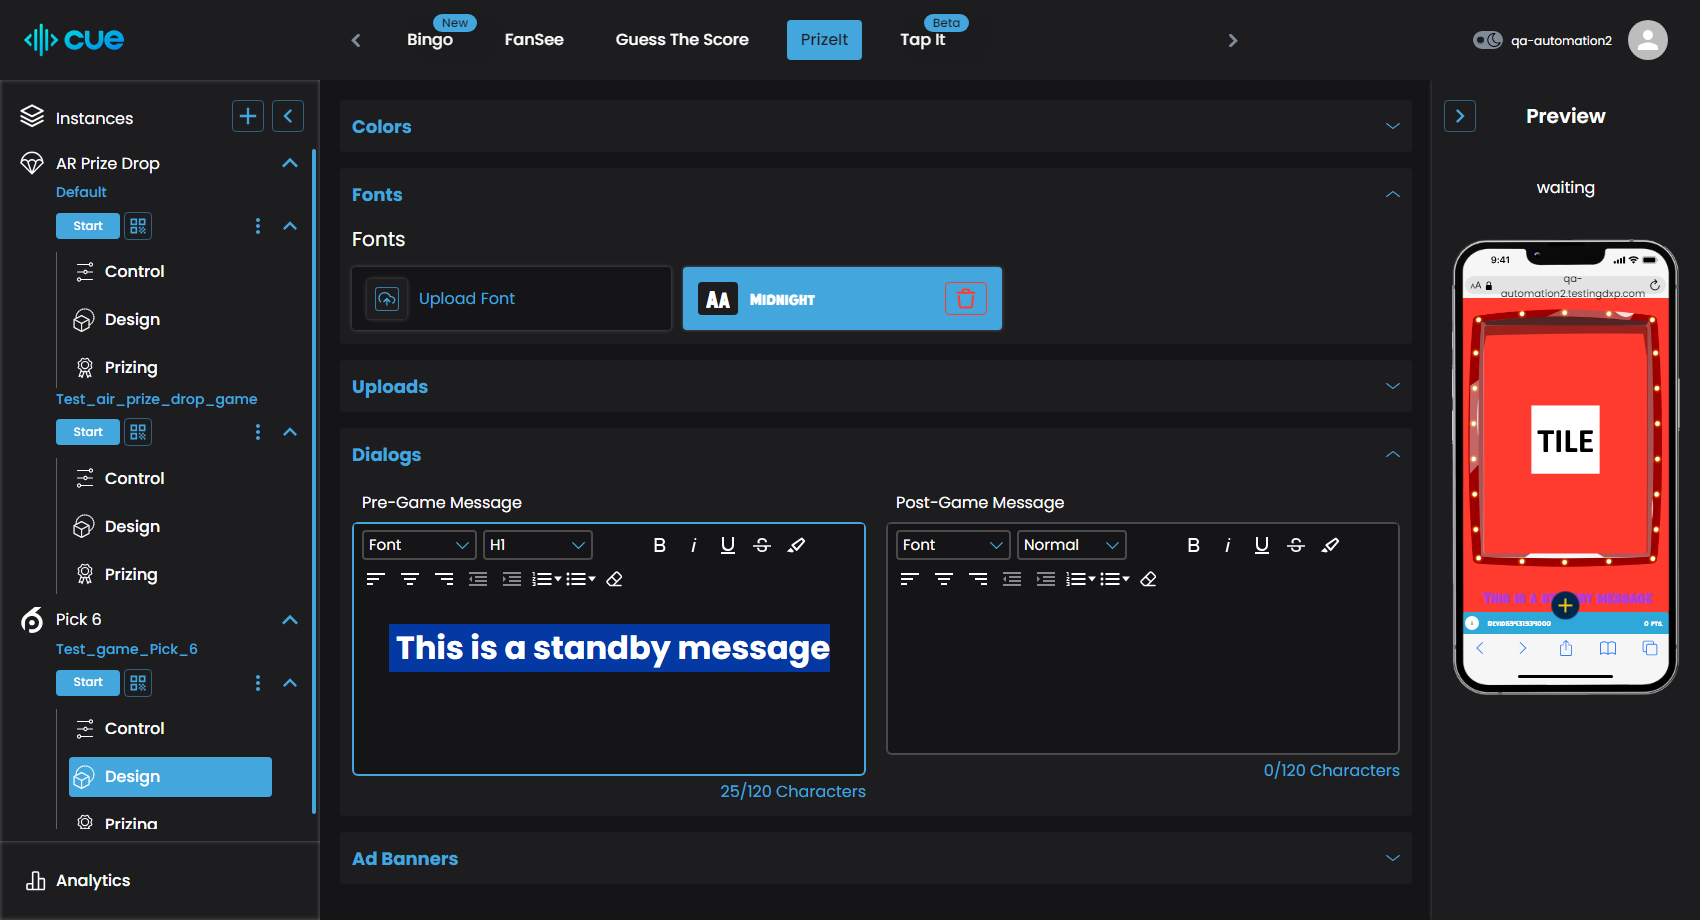 cue
Bingo
New
FanSee
Guess The Score
PrizeIt
Tap It
Beta
qa-automation2
Instances
AR Prize Drop
Default
Start
Control
Design
Prizing
Test_air_prize_drop_game
Start
Control
Design
Prizing
Pick 6
Test_game_Pick_6
Start
Control
Design
Prizing
Analytics
Colors
Fonts
Fonts
Upload Font
AA MIDNIGHT
Uploads
Dialogs
Pre-Game Message
Font H1 B i U S
This is a standby message
25/120 Characters
Post-Game Message
Font Normal B i U S
0/120 Characters
Ad Banners
Preview
waiting
9:41
AA
qa-
automation2.testingdxp.com
TILE
THIS IS A STANDBY MESSAGE
0 PTS.